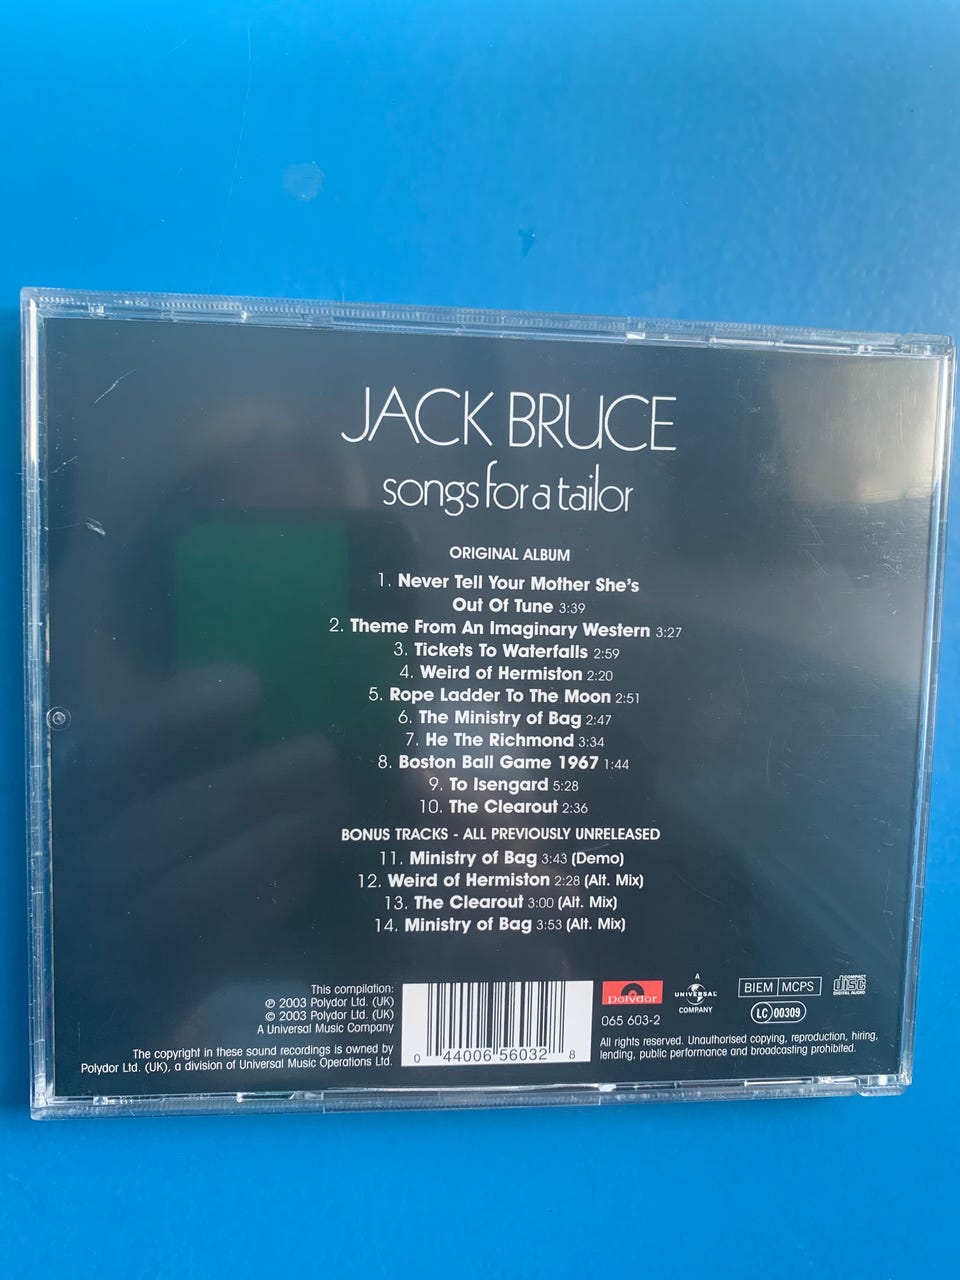 JACK BRUCE
songs for a tailor
ORIGINAL ALBUM
1. Never Tell Your Mother She's
Out Of Tune 3:39
2. Theme From An Imaginary Western 3:27
3. Tickets To Waterfalls 2:59
4. Weird of Hermiston 2:20
5. Rope Ladder To The Moon 2:51
6. The Ministry of Bag 2:47
7. He The Richmond 3:34
8. Boston Ball Game 1967 1:44
9. To Isengard 5:28
10. The Clearout 2:36
BONUS TRACKS - ALL PREVIOUSLY UNRELEASED
11. Ministry of Bag 3:43 (Demo)
12. Weird of Hermiston 2:28 (Alt. Mix)
13. The Clearout 3:00 (Alt. Mix)
14. Ministry of Bag 3:53 (Alt. Mix)
This compilation:
℗ 2003 Polydor Ltd. (UK)
© 2003 Polydor Ltd. (UK)
A Universal Music Company
The copyright in these sound recordings is owned by
Polydor Ltd. (UK), a division of Universal Music Operations Ltd.
0 44006 56032 8
polydor
065 603-2
A
UNIVERSAL
COMPANY
BIEM MCPS
LC 00309
COMPACT
disc
DIGITAL AUDIO
All rights reserved. Unauthorised copying, reproduction, hiring,
lending, public performance and broadcasting prohibited.